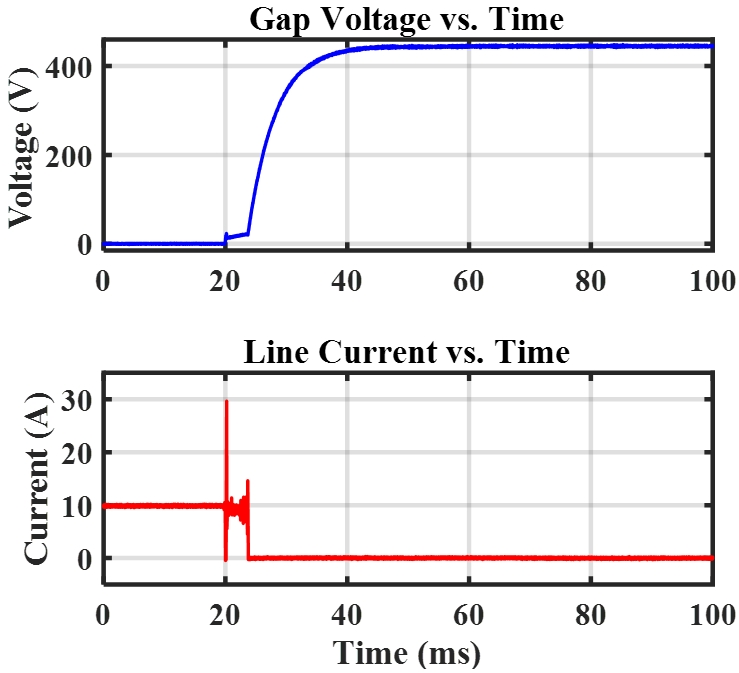 Gap Voltage vs. Time
Voltage (V)
400
200
0
0 20 40 60 80 100
Line Current vs. Time
Current (A)
30
20
10
0
0 20 40 60 80 100
Time (ms)